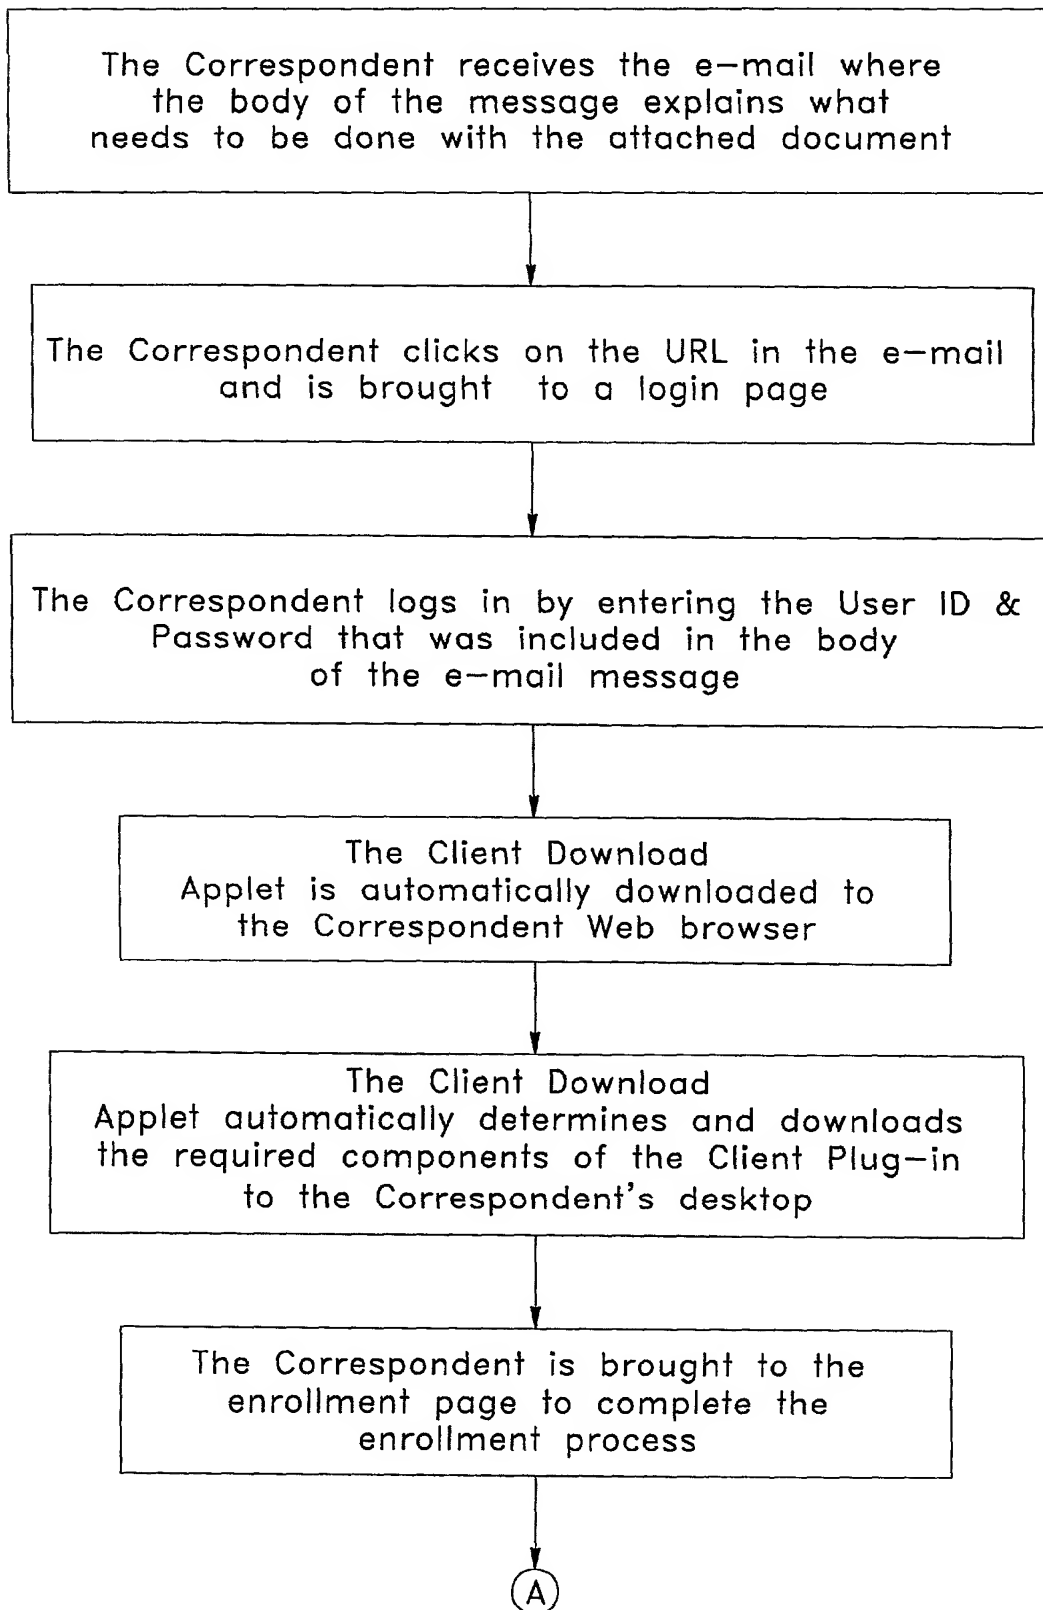 The Correspondent receives the e-mail where
the body of the message explains what
needs to be done with the attached document
The Correspondent clicks on the URL in the e-mail
and is brought to a login page
The Correspondent logs in by entering the User ID &
Password that was included in the body
of the e-mail message
The Client Download
Applet is automatically downloaded to
the Correspondent Web browser
The Client Download
Applet automatically determines and downloads
the required components of the Client Plug-in
to the Correspondent's desktop
The Correspondent is brought to the
enrollment page to complete the
enrollment process
A